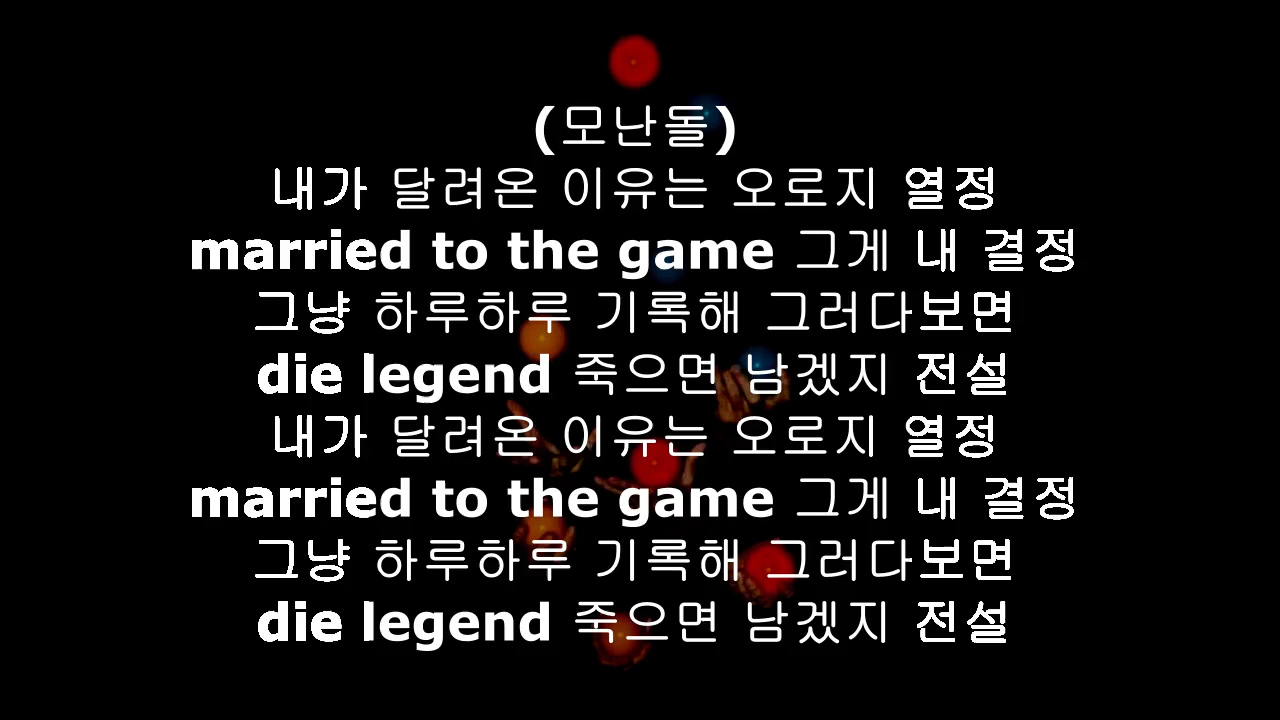 (모난돌)
내가 달려온 이유는 오로지 열정
married to the game 그게 내 결정
그냥 하루하루 기록해 그러다보면
die legend 죽으면 남겠지 전설
내가 달려온 이유는 오로지 열정
married to the game 그게 내 결정
그냥 하루하루 기록해 그러다보면
die legend 죽으면 남겠지 전설